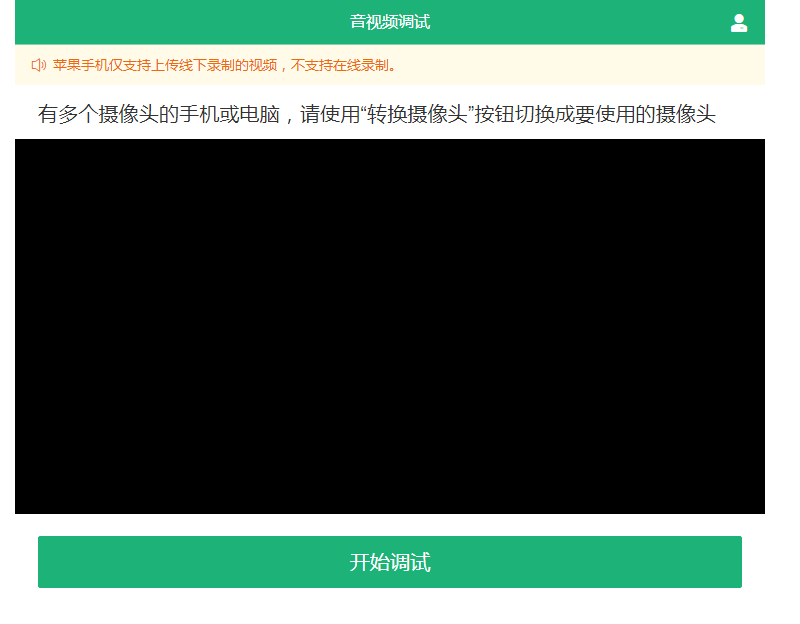 音视频调试
苹果手机仅支持上传线下录制的视频，不支持在线录制。
有多个摄像头的手机或电脑，请使用“转换摄像头”按钮切换成要使用的摄像头
开始调试